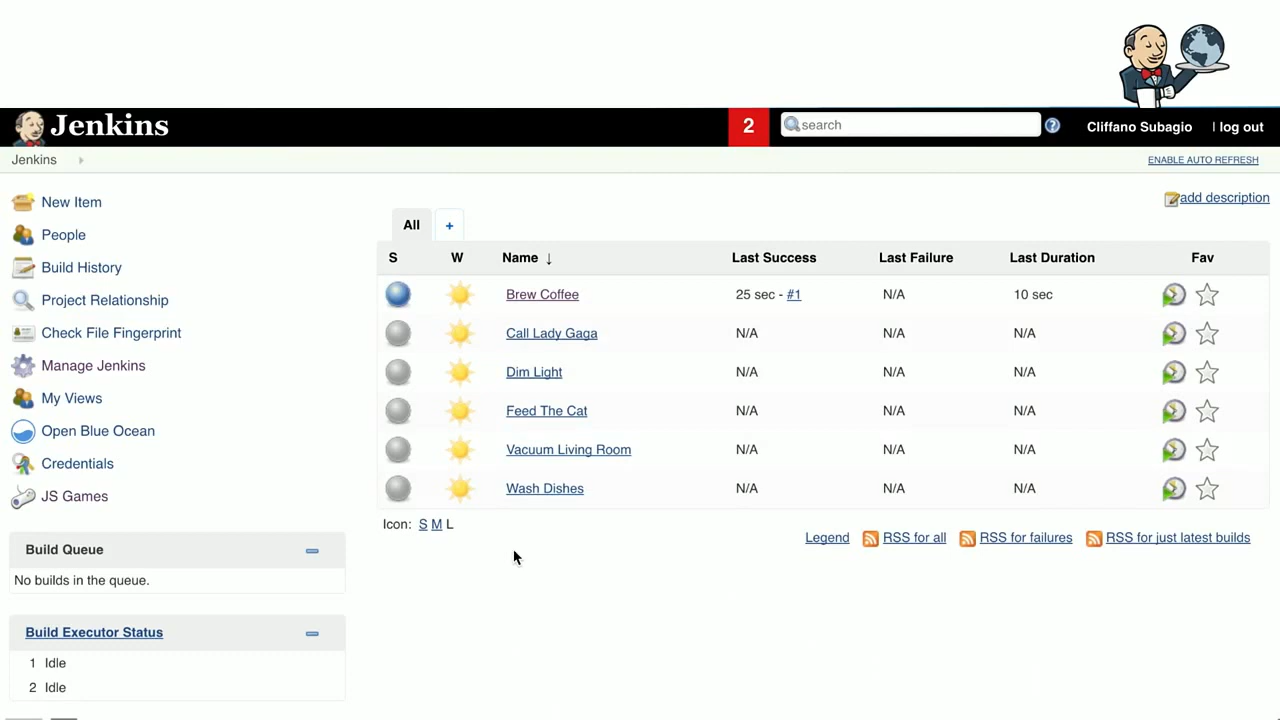 Jenkins
2
search
Cliffano Subagio | log out
Jenkins
ENABLE AUTO REFRESH
New Item
People
Build History
Project Relationship
Check File Fingerprint
Manage Jenkins
My Views
Open Blue Ocean
Credentials
JS Games
Build Queue
No builds in the queue.
Build Executor Status
1 Idle
2 Idle
add description
All +
S W Name ↓ Last Success Last Failure Last Duration Fav
Brew Coffee 25 sec - #1 N/A 10 sec
Call Lady Gaga N/A N/A N/A
Dim Light N/A N/A N/A
Feed The Cat N/A N/A N/A
Vacuum Living Room N/A N/A N/A
Wash Dishes N/A N/A N/A
Icon: S M L
Legend RSS for all RSS for failures RSS for just latest builds